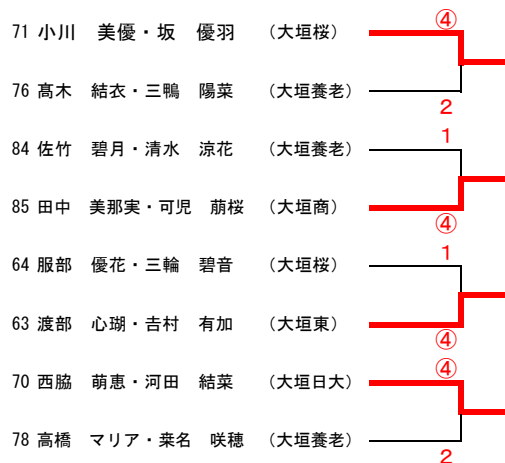 ④
71 小川　美優・坂　優羽　（大垣桜）
76 髙木　結衣・三鴨　陽菜　（大垣養老）
2
1
84 佐竹　碧月・清水　涼花　（大垣養老）
85 田中　美那実・可児　萠桜　（大垣商）
④
1
64 服部　優花・三輪　碧音　（大垣桜）
63 渡部　心瑚・𠮷村　有加　（大垣東）
④
④
70 西脇　萌恵・河田　結菜　（大垣日大）
78 高橋　マリア・桒名　咲穂　（大垣養老）
2